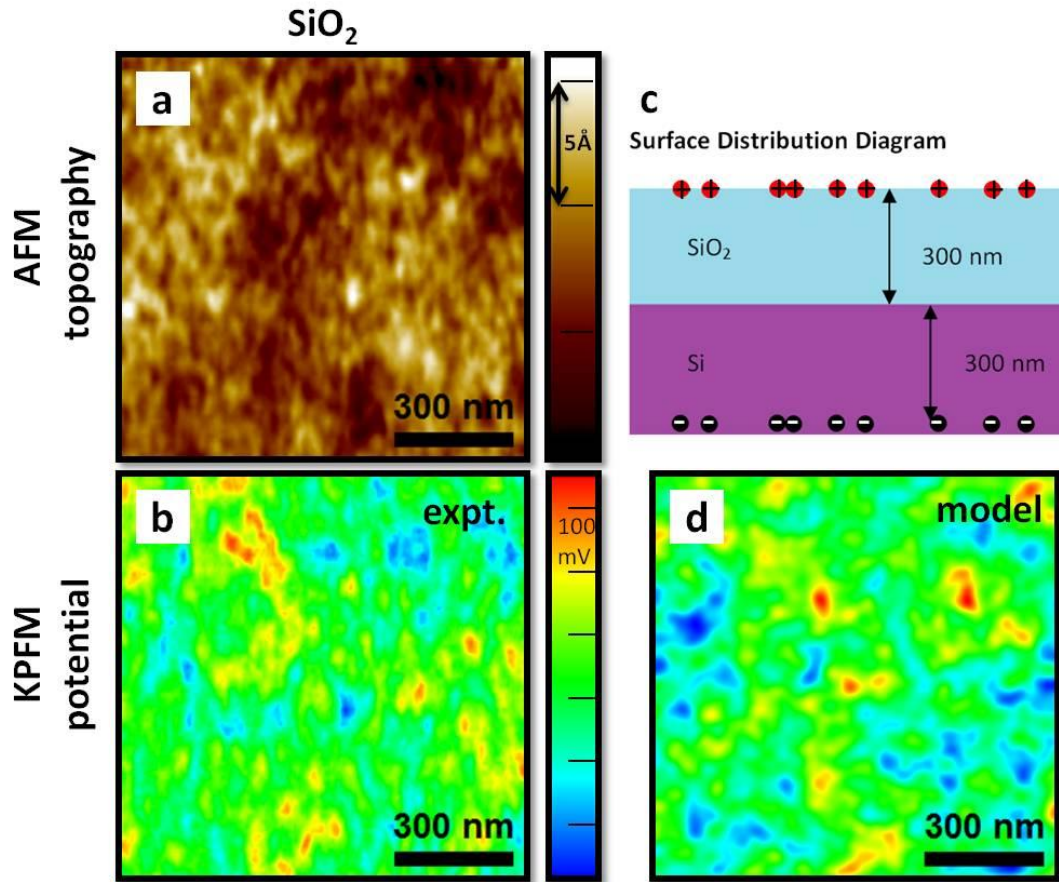 SiO₂
AFM
topography
a
5Å
300 nm
c
Surface Distribution Diagram
SiO₂
300 nm
Si
300 nm
KPFM
potential
b
expt.
100
mV
300 nm
d
model
300 nm